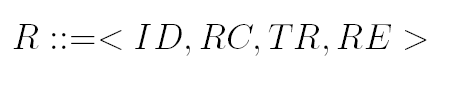 R ::=< ID, RC, TR, RE >